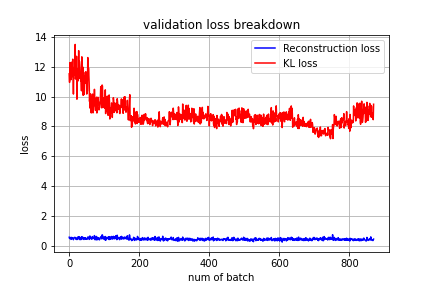 validation loss breakdown
14
12
10
8
6
4
2
0
loss
Reconstruction loss
KL loss
0
200
400
600
800
num of batch